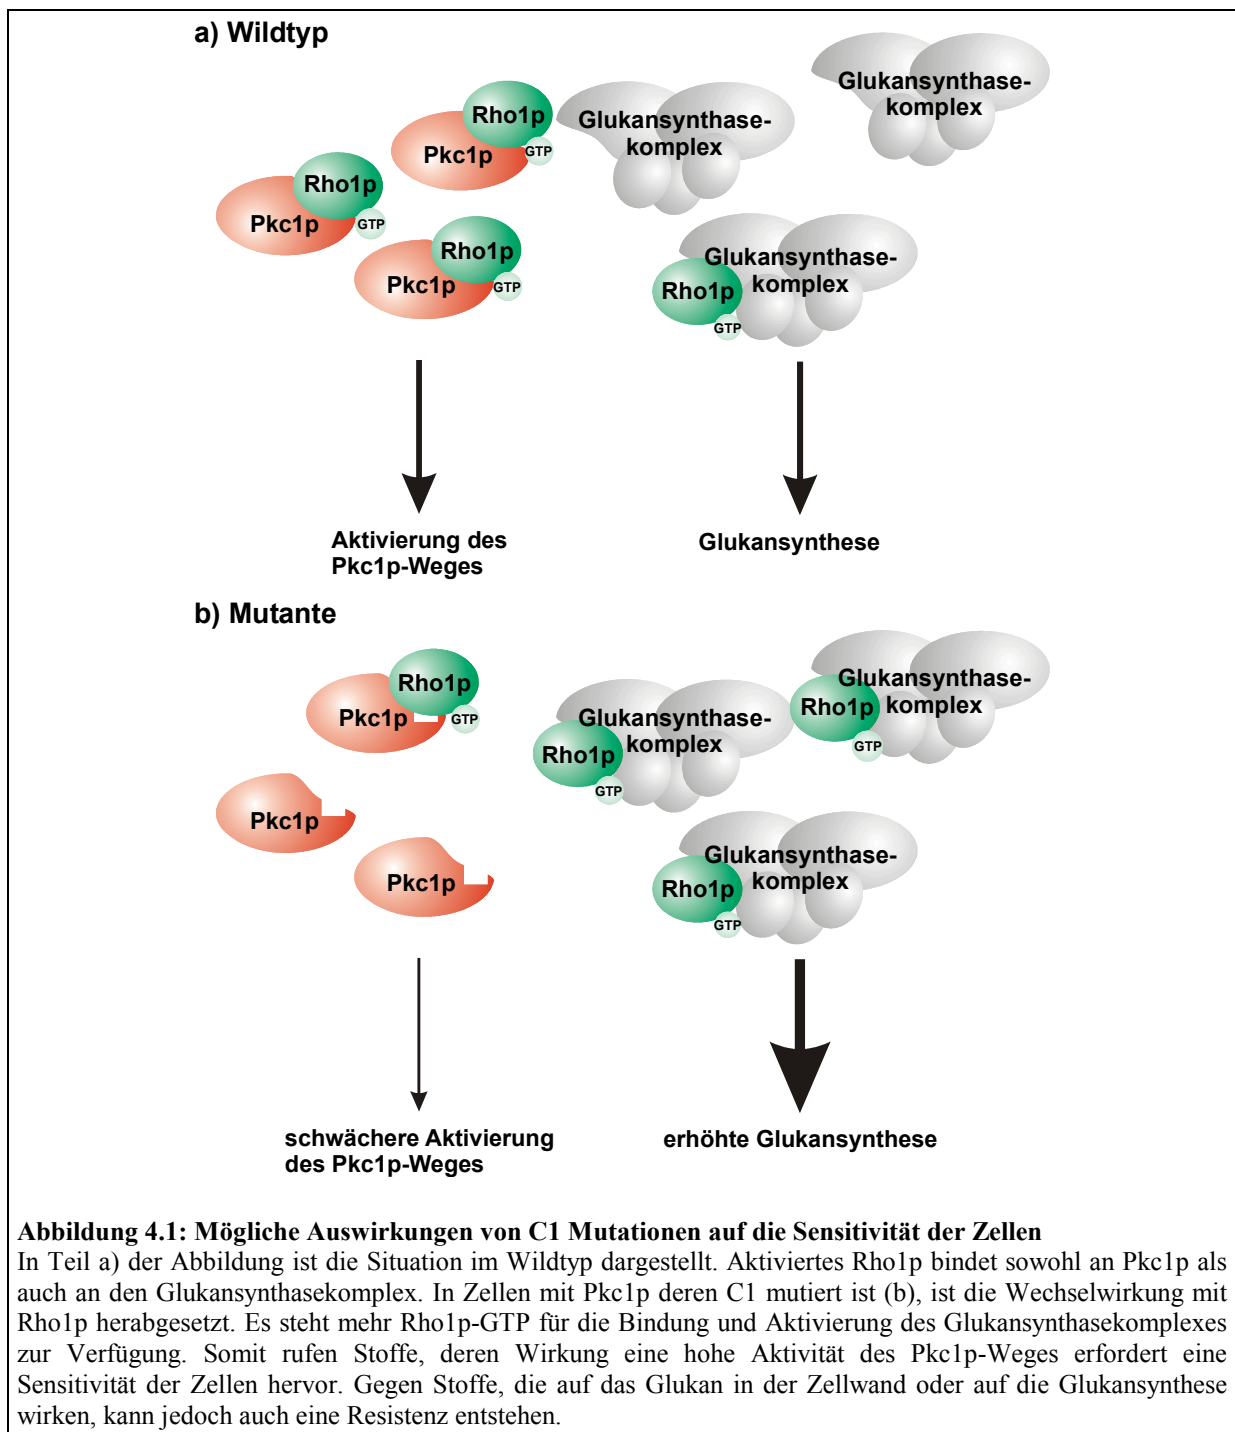 a) Wildtyp
Glukansynthase-
komplex
Rho1p
GTP
Pkc1p
Glukansynthase-
komplex
Rho1p
GTP
Pkc1p
Rho1p
GTP
Pkc1p
Glukansynthase-
komplex
Rho1p
GTP
Aktivierung des
Pkc1p-Weges
Glukansynthese
b) Mutante
Rho1p
GTP
Pkc1p
Glukansynthase-
komplex
Rho1p
GTP
Glukansynthase-
komplex
Rho1p
GTP
Pkc1p
Pkc1p
Glukansynthase-
komplex
Rho1p
GTP
schwächere Aktivierung
des Pkc1p-Weges
erhöhte Glukansynthese
Abbildung 4.1: Mögliche Auswirkungen von C1 Mutationen auf die Sensitivität der Zellen
In Teil a) der Abbildung ist die Situation im Wildtyp dargestellt. Aktiviertes Rho1p bindet sowohl an Pkc1p als
auch an den Glukansynthasekomplex. In Zellen mit Pkc1p deren C1 mutiert ist (b), ist die Wechselwirkung mit
Rho1p herabgesetzt. Es steht mehr Rho1p-GTP für die Bindung und Aktivierung des Glukansynthasekomplexes
zur Verfügung. Somit rufen Stoffe, deren Wirkung eine hohe Aktivität des Pkc1p-Weges erfordert eine
Sensitivität der Zellen hervor. Gegen Stoffe, die auf das Glukan in der Zellwand oder auf die Glukansynthese
wirken, kann jedoch auch eine Resistenz entstehen.